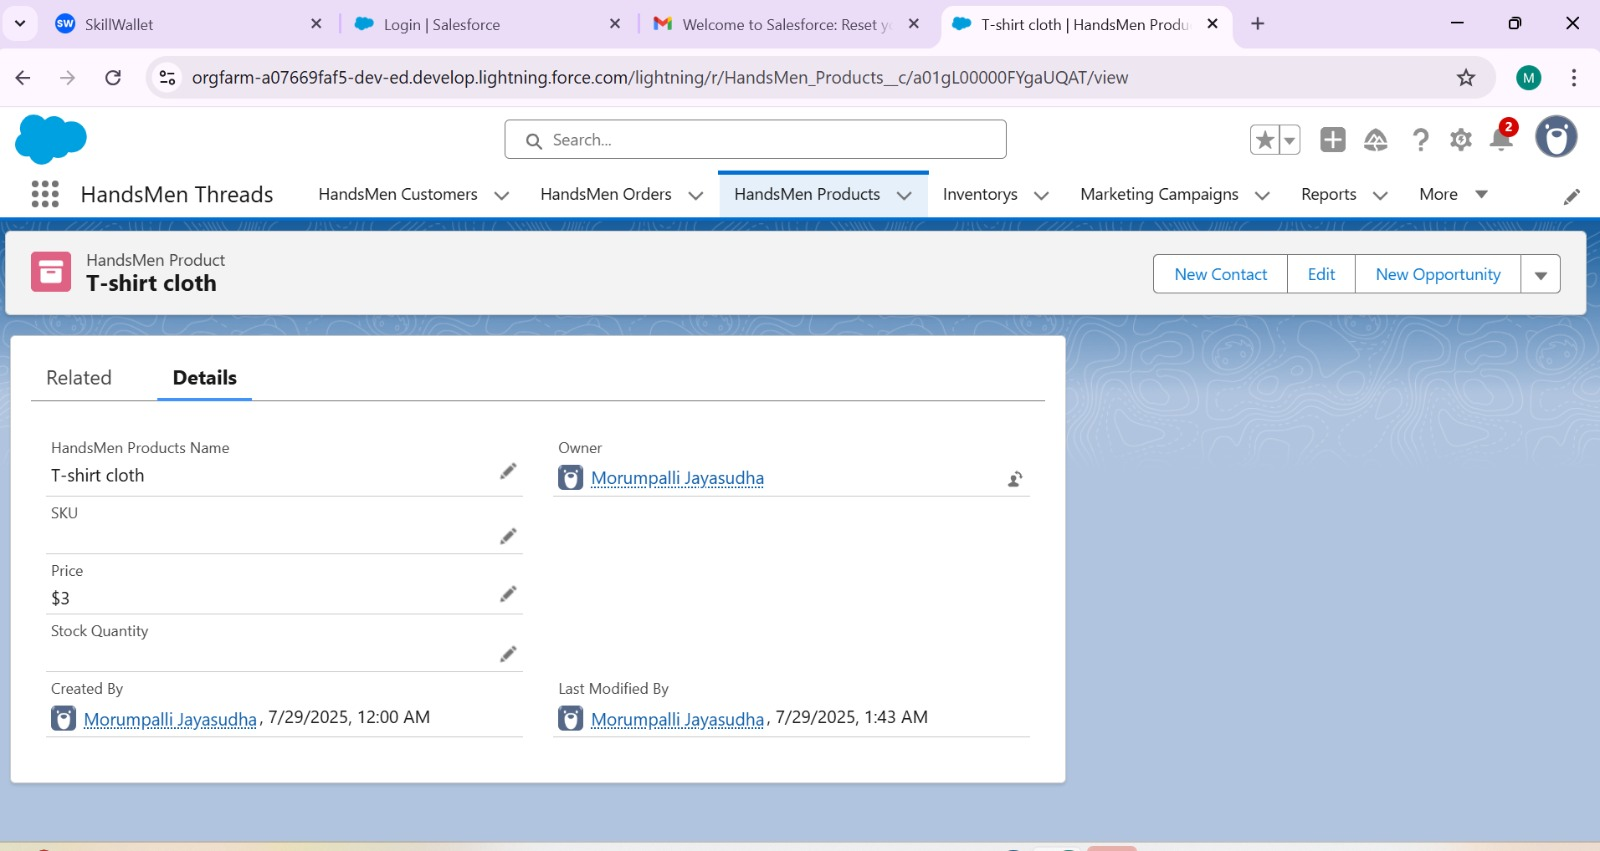 SkillWallet
Login | Salesforce
Welcome to Salesforce: Reset yo
T-shirt cloth | HandsMen Produ
orgfarm-a07669faf5-dev-ed.develop.lightning.force.com/lightning/r/HandsMen_Products__c/a01gL00000FYgaUQAT/view
M
Search...
2
HandsMen Threads
HandsMen Customers
HandsMen Orders
HandsMen Products
Inventorys
Marketing Campaigns
Reports
More
HandsMen Product
T-shirt cloth
New Contact
Edit
New Opportunity
Related
Details
HandsMen Products Name
T-shirt cloth
Owner
Morumpalli Jayasudha
SKU
Price
$3
Stock Quantity
Created By
Morumpalli Jayasudha, 7/29/2025, 12:00 AM
Last Modified By
Morumpalli Jayasudha, 7/29/2025, 1:43 AM